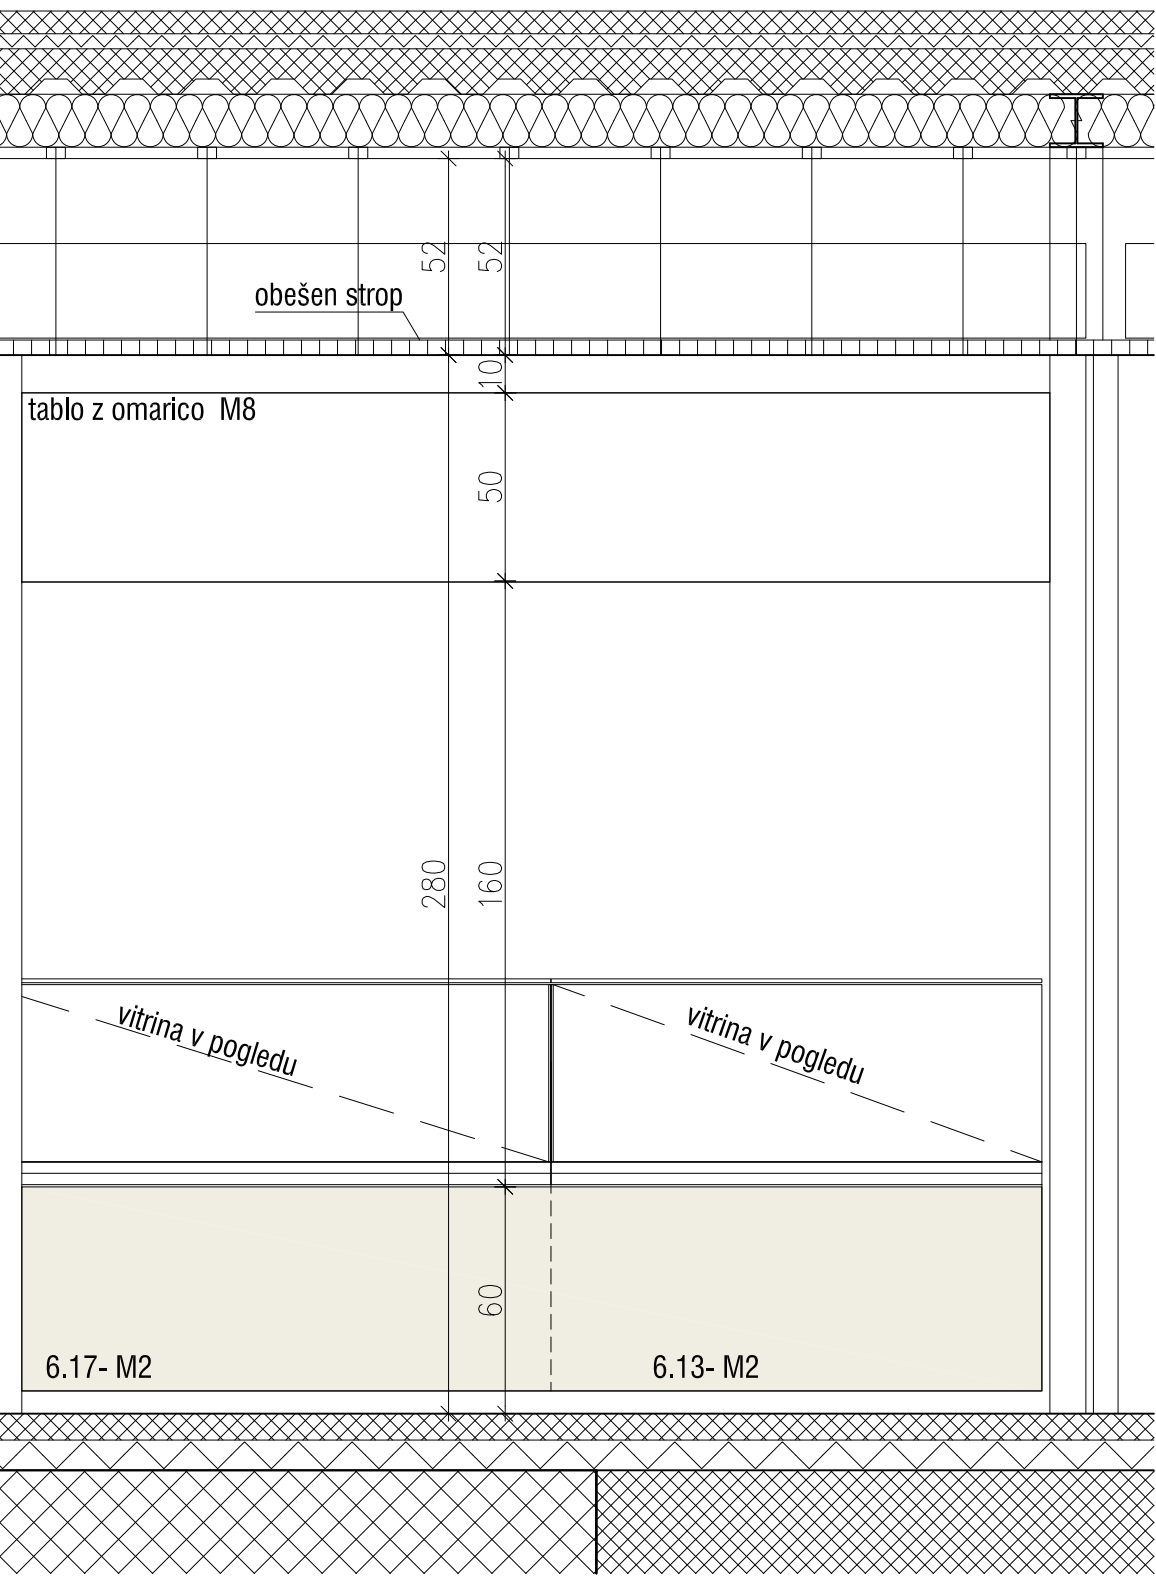 52
52
obešen strop
10
tablo z omarico M8
50
280
160
vitrina v pogledu
vitrina v pogledu
60
6.17- M2
6.13- M2